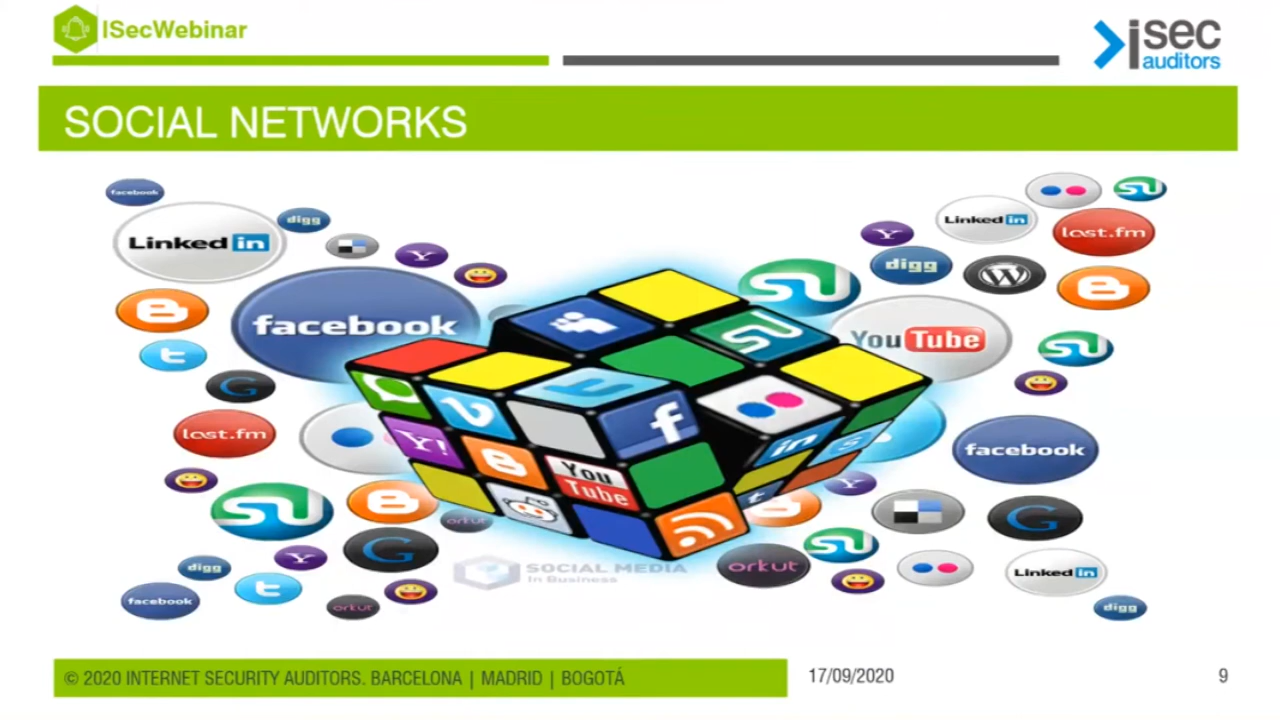 ISecWebinar
isec
auditors
SOCIAL NETWORKS
facebook
Linked in
digg
Y
facebook
t
G
last.fm
Linked in
last.fm
Y
digg
W
You Tube
facebook
G
Y! 
You
Tube
f
in
t
Y
orkut
G
digg
Y
t
facebook
orkut
SOCIAL MEDIA
In Business
orkut
Linked in
digg
© 2020 INTERNET SECURITY AUDITORS. BARCELONA | MADRID | BOGOTÁ
17/09/2020
9